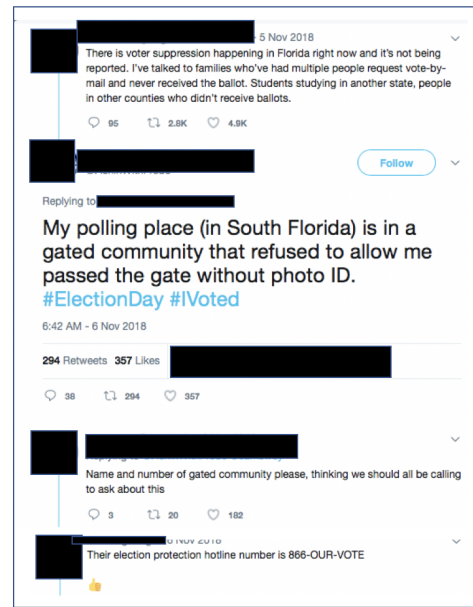 5 Nov 2018
There is voter suppression happening in Florida right now and it's not being
reported. I've talked to families who've had multiple people request vote-by-
mail and never received the ballot. Students studying in another state, people
in other counties who didn't receive ballots.
95 2.8K 4.9K
Follow
Replying to
My polling place (in South Florida) is in a
gated community that refused to allow me
passed the gate without photo ID.
#ElectionDay #IVoted
6:42 AM - 6 Nov 2018
294 Retweets 357 Likes
38 294 357
Name and number of gated community please, thinking we should all be calling
to ask about this
3 20 182
6 Nov 2018
Their election protection hotline number is 866-OUR-VOTE
👍